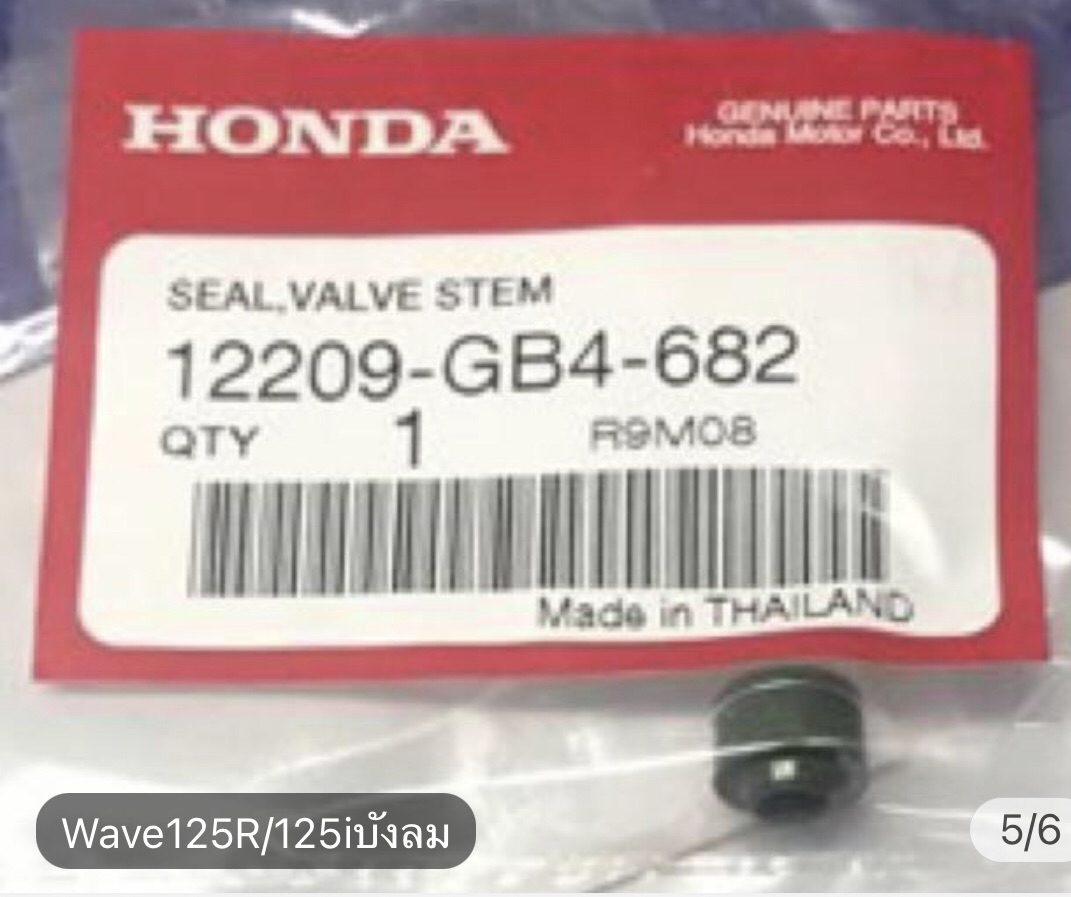 HONDA
GENUINE PARTS
Honda Motor Co., Ltd.
SEAL,VALVE STEM
12209-GB4-682
QTY 1 R9M08
Made in THAILAND
Wave125R/125iบังลม
5/6